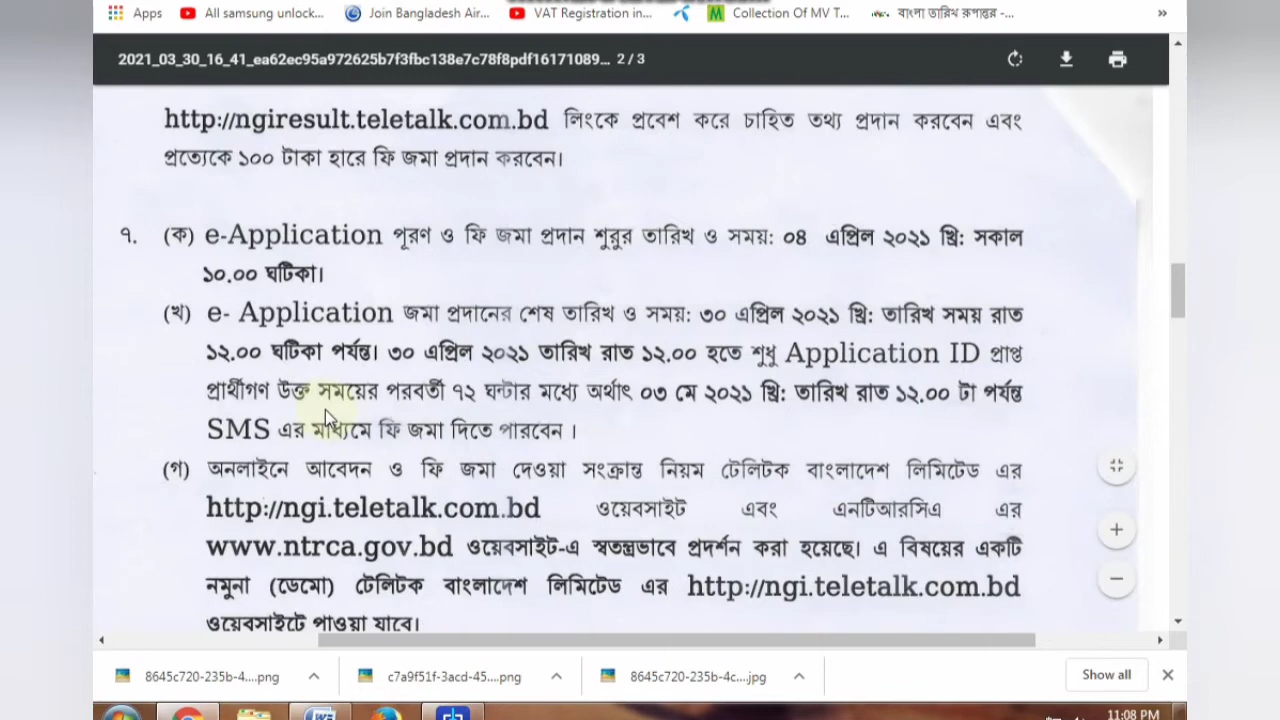 Apps All samsung unlock... Join Bangladesh Air... VAT Registration in... Collection Of MV T... বাংলা তারিখ রূপান্তর -... »
2021_03_30_16_41_ea62ec95a972625b7f3fbc138e7c78f8pdf16171089... 2 / 3
http://ngiresult.teletalk.com.bd লিংকে প্রবেশ করে চাহিত তথ্য প্রদান করবেন এবং
প্রত্যেকে ১০০ টাকা হারে ফি জমা প্রদান করবেন।
৭. (ক) e-Application পূরণ ও ফি জমা প্রদান শুরুর তারিখ ও সময়: ০৪ এপ্রিল ২০২১ খ্রি: সকাল
১০.০০ ঘটিকা।
(খ) e- Application জমা প্রদানের শেষ তারিখ ও সময়: ৩০ এপ্রিল ২০২১ খ্রি: তারিখ সময় রাত
১২.০০ ঘটিকা পর্যন্ত। ৩০ এপ্রিল ২০২১ তারিখ রাত ১২.০০ হতে শুধু Application ID প্রাপ্ত
প্রার্থীগণ উক্ত সময়ের পরবর্তী ৭২ ঘন্টার মধ্যে অর্থাৎ ০৩ মে ২০২১ খ্রি: তারিখ রাত ১২.০০ টা পর্যন্ত
SMS এর মাধ্যমে ফি জমা দিতে পারবেন ।
(গ) অনলাইনে আবেদন ও ফি জমা দেওয়া সংক্রান্ত নিয়ম টেলিটক বাংলাদেশ লিমিটেড এর
http://ngi.teletalk.com.bd ওয়েবসাইট এবং এনটিআরসিএ এর
www.ntrca.gov.bd ওয়েবসাইট-এ স্বতন্ত্রভাবে প্রদর্শন করা হয়েছে। এ বিষয়ের একটি
নমুনা (ডেমো) টেলিটক বাংলাদেশ লিমিটেড এর http://ngi.teletalk.com.bd
ওয়েবসাইটে পাওয়া যাবে।
8645c720-235b-4....png c7a9f51f-3acd-45....png 8645c720-235b-4c....jpg Show all
11:08 PM